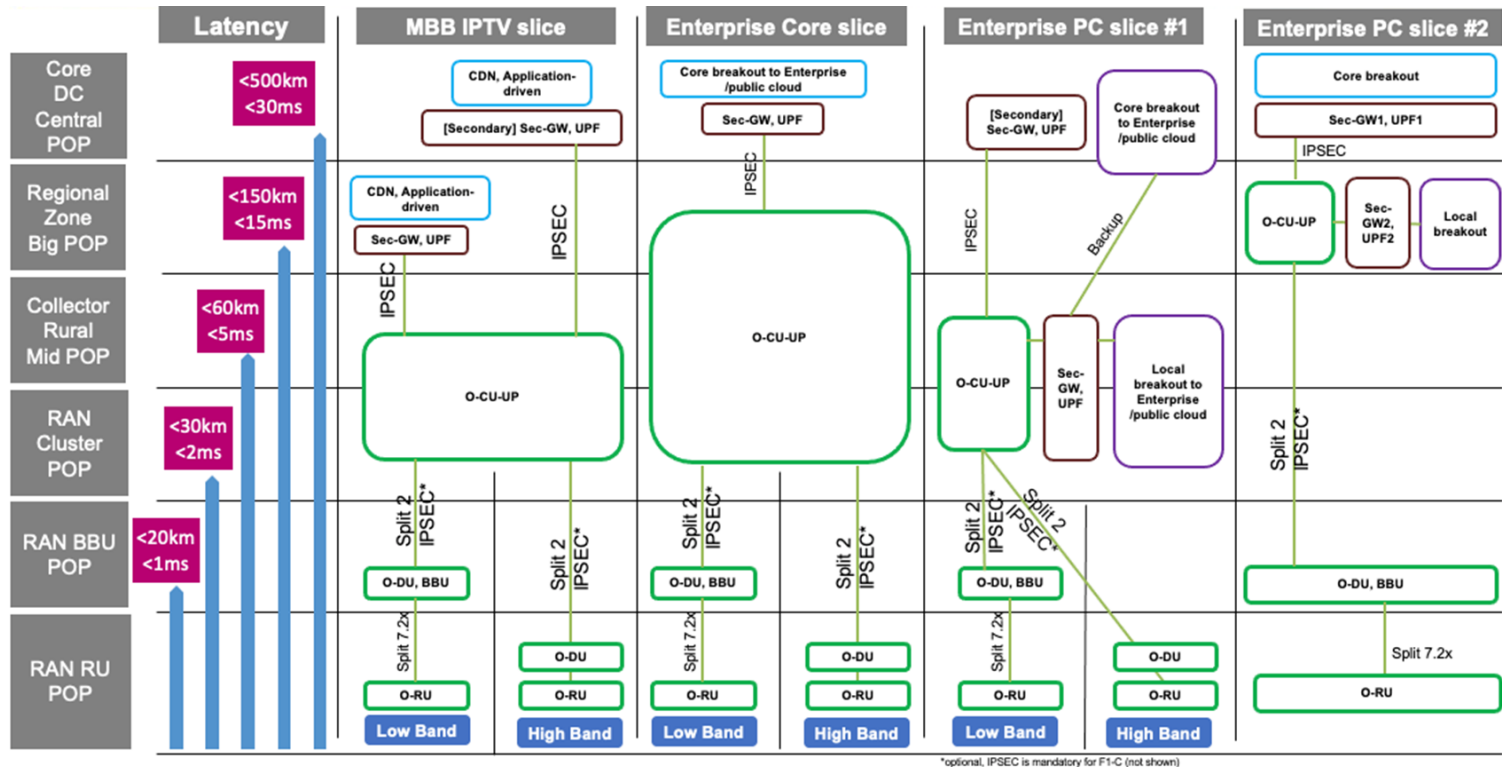 Latency
MBB IPTV slice
Enterprise Core slice
Enterprise PC slice #1
Enterprise PC slice #2
Core
DC
Central
POP
<500km
<30ms
CDN, Application-
driven
[Secondary] Sec-GW, UPF
Core breakout to Enterprise
/public cloud
Sec-GW, UPF
[Secondary]
Sec-GW, UPF
Core breakout
to Enterprise
/public cloud
Core breakout
Sec-GW1, UPF1
IPSEC
Regional
Zone
Big POP
<150km
<15ms
CDN, Application-
driven
Sec-GW, UPF
IPSEC
IPSEC
IPSEC
IPSEC
Backup
O-CU-UP
Sec-
GW2,
UPF2
Local
breakout
Collector
Rural
Mid POP
<60km
<5ms
O-CU-UP
O-CU-UP
O-CU-UP
Sec-
GW,
UPF
Local
breakout to
Enterprise
/public cloud
RAN
Cluster
POP
<30km
<2ms
Split 2
IPSEC*
Split 2
IPSEC*
Split 2
IPSEC*
Split 2
IPSEC*
Split 2
IPSEC*
Split 2
IPSEC*
Split 2
IPSEC*
RAN BBU
POP
<20km
<1ms
O-DU, BBU
O-DU, BBU
O-DU, BBU
O-DU, BBU
RAN RU
POP
Split 7.2x
Split 7.2x
Split 7.2x
Split 7.2x
O-DU
O-DU
O-DU
O-RU
O-RU
O-RU
O-RU
O-RU
O-RU
O-RU
Low Band
High Band
Low Band
High Band
Low Band
High Band
*optional, IPSEC is mandatory for F1-C (not shown)